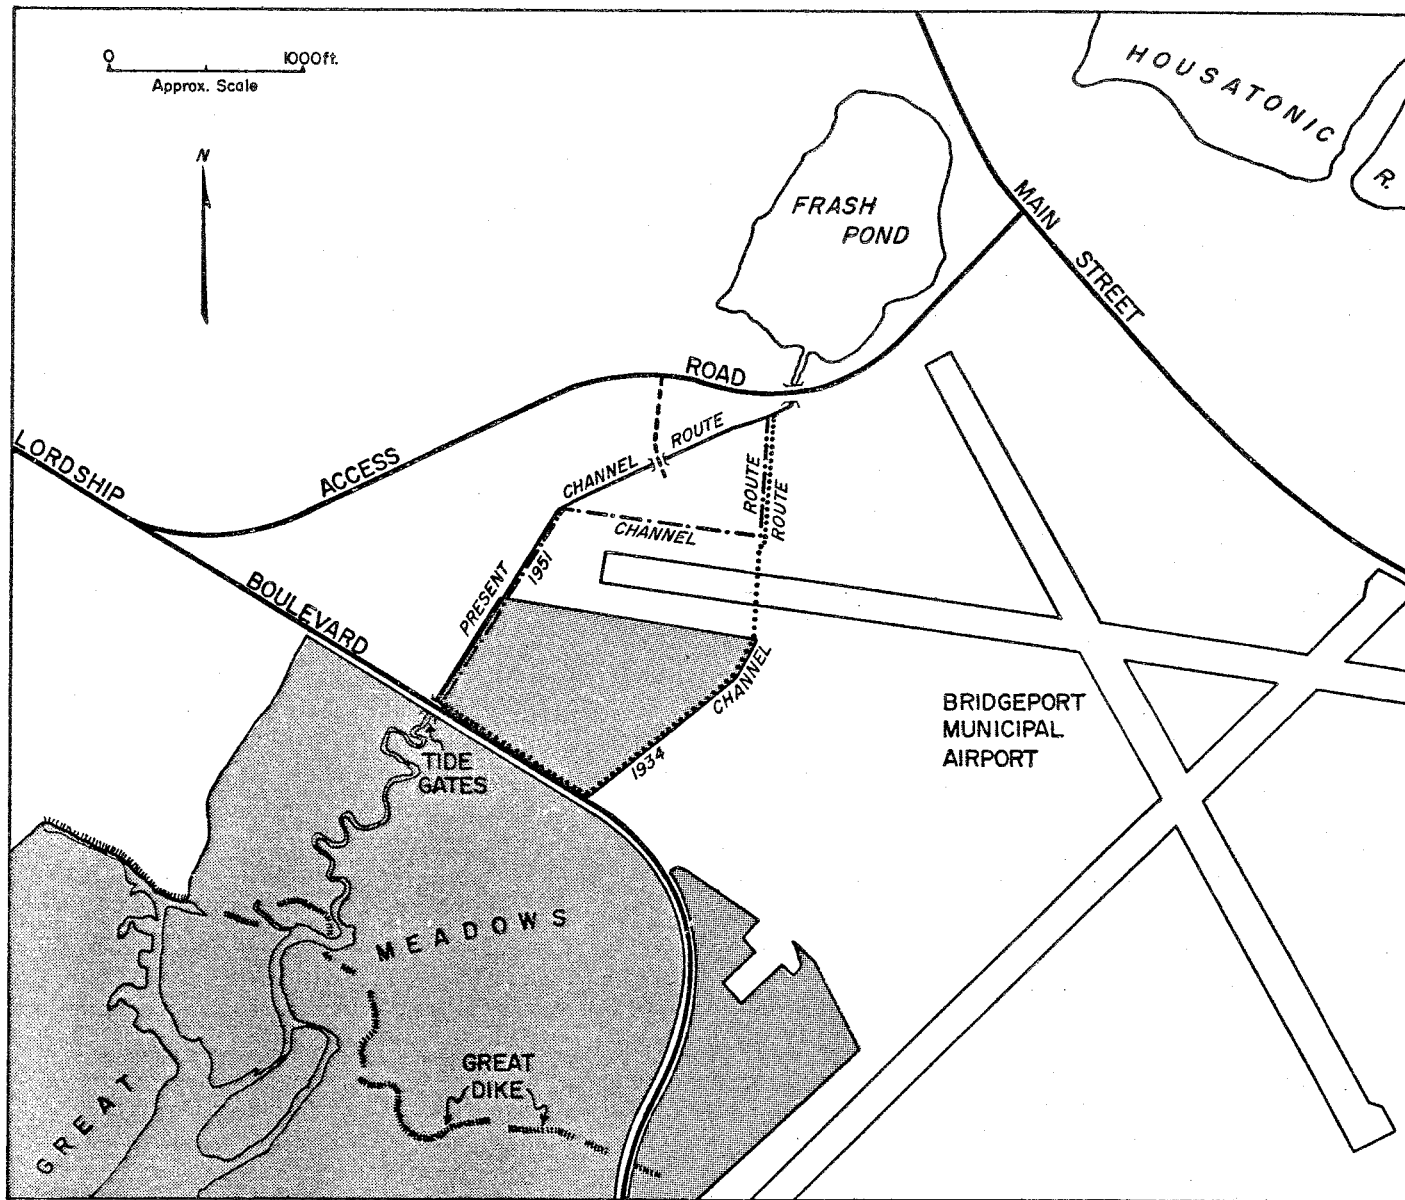 0 1000ft.
Approx. Scale
N
HOUSATONIC
R.
FRASH
POND
MAIN
STREET
ROAD
ACCESS
LORDSHIP
BOULEVARD
CHANNEL ROUTE
ROUTE
ROUTE
CHANNEL
PRESENT
1951
CHANNEL
1934
TIDE
GATES
BRIDGEPORT
MUNICIPAL
AIRPORT
MEADOWS
GREAT
GREAT
DIKE